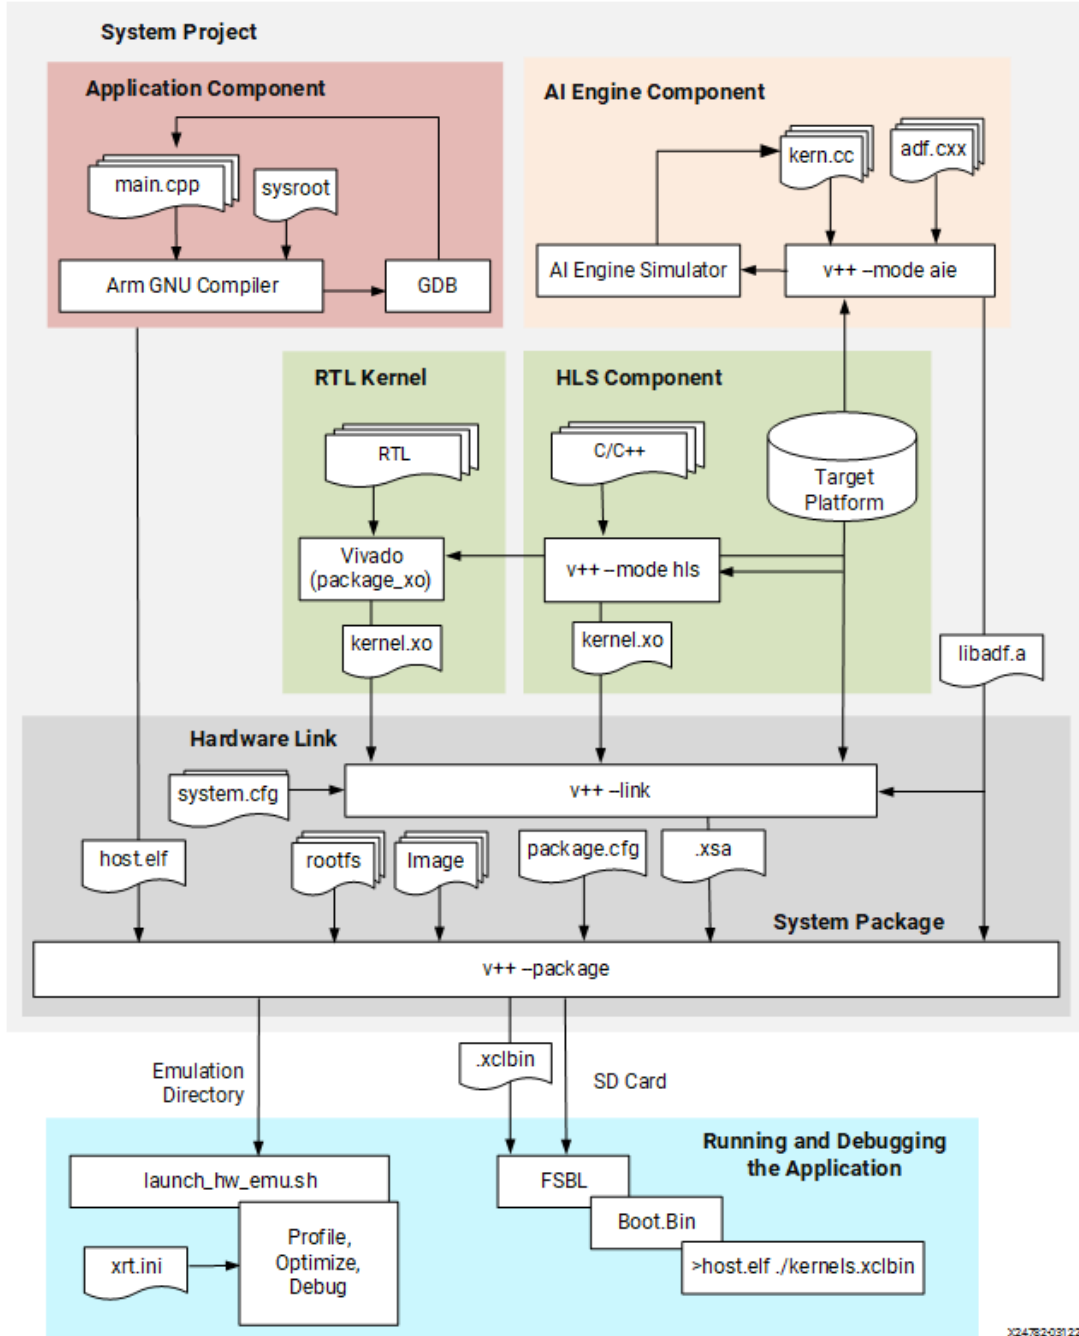 System Project
Application Component
AI Engine Component
main.cpp
sysroot
kern.cc
adf.cxx
Arm GNU Compiler
GDB
AI Engine Simulator
v++ –mode aie
RTL Kernel
HLS Component
RTL
C/C++
Target
Platform
Vivado
(package_xo)
v++ –mode hls
kernel.xo
kernel.xo
libadf.a
Hardware Link
system.cfg
v++ –link
host.elf
rootfs
Image
package.cfg
.xsa
System Package
v++ –package
Emulation
Directory
.xclbin
SD Card
Running and Debugging
the Application
launch_hw_emu.sh
FSBL
Boot.Bin
Profile,
Optimize,
Debug
xrt.ini
>host.elf ./kernels.xclbin
X24782-03122